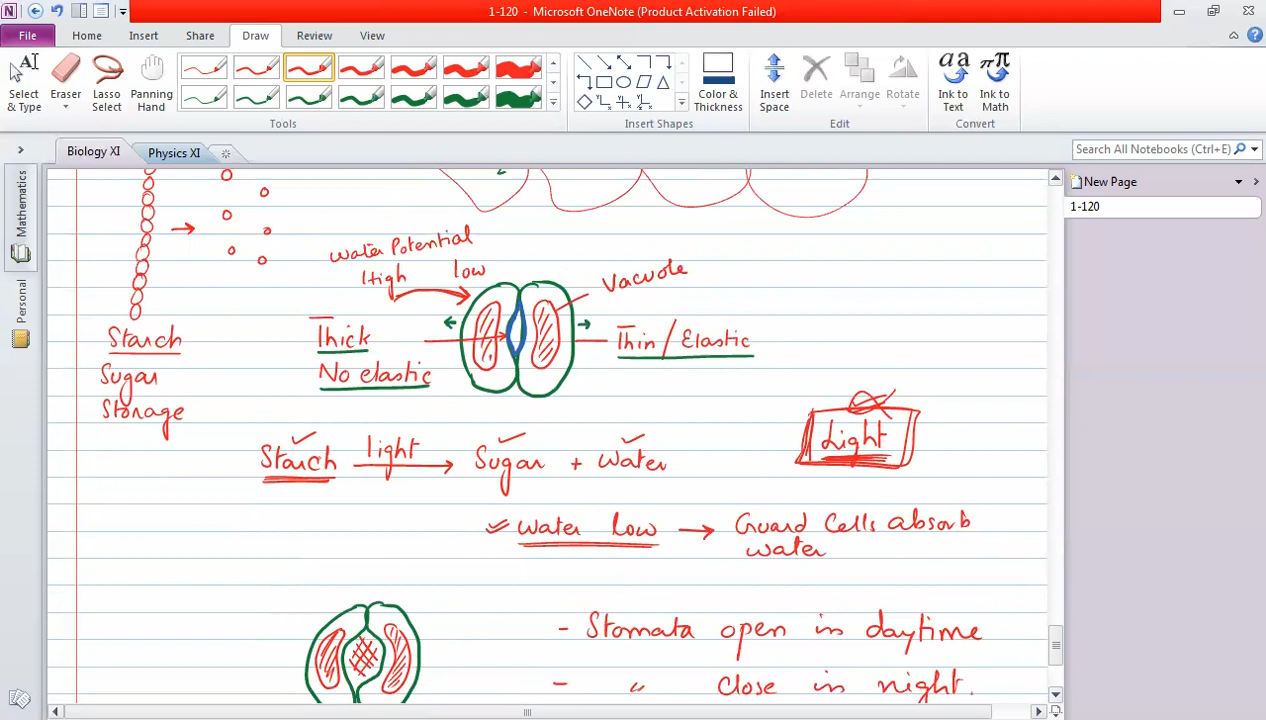 1-120 - Microsoft OneNote (Product Activation Failed)
File Home Insert Share Draw Review View
Select & Type
Eraser
Lasso Select
Panning Hand
Color & Thickness
Insert Space
Delete
Arrange
Rotate
Ink to Text
Ink to Math
Tools
Insert Shapes
Edit
Convert
Biology XI
Physics XI
Search All Notebooks (Ctrl+E)
New Page
1-120
Mathematics
Personal
Water Potential
High low
Vacuole
Thick
Thin / Elastic
No elastic
Starch
Sugar
Storage
Light
Starch light → Sugar + Water
Water low → Guard Cells absorb
water
- Stomata open in daytime
- " Close in night.